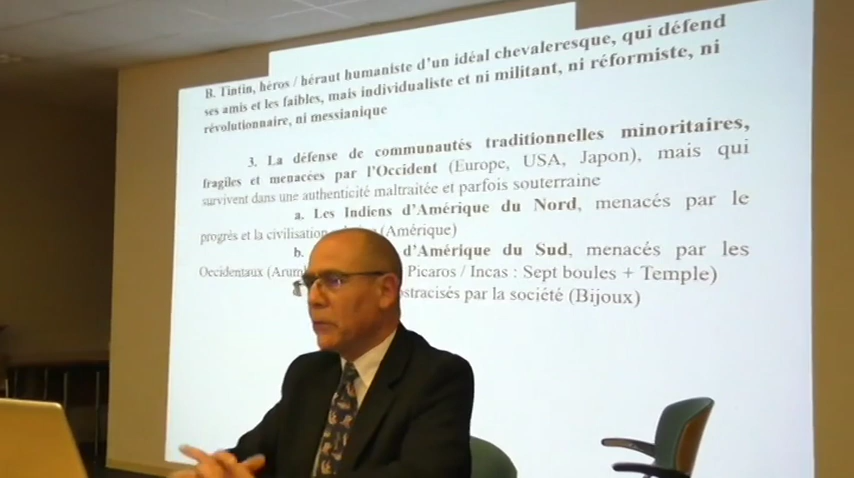 B. Tintin, héros / héraut humaniste d'un idéal chevaleresque, qui défend
ses amis et les faibles, mais individualiste et ni militant, ni réformiste, ni
révolutionnaire, ni messianique
3. La défense de communautés traditionnelles minoritaires,
fragiles et menacées par l'Occident (Europe, USA, Japon), mais qui
survivent dans une authenticité maltraitée et parfois souterraine
a. Les Indiens d'Amérique du Nord, menacés par le
progrès et la civilisation (Amérique)
b. d'Amérique du Sud, menacés par les
Occidentaux Picaros / Incas : Sept boules + Temple)
par la société (Bijoux)